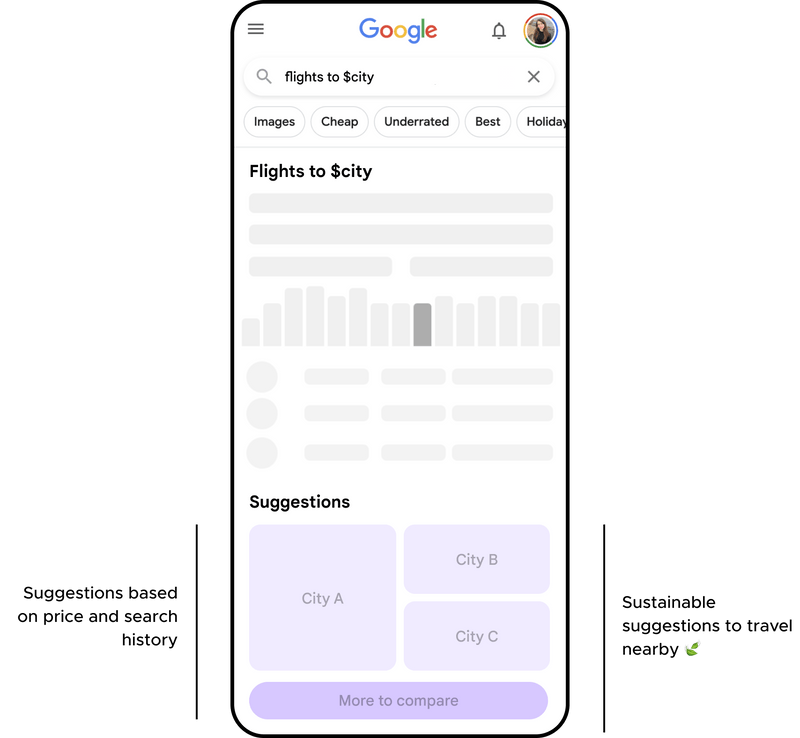 Google
flights to $city
Images Cheap Underrated Best Holiday
Flights to $city
Suggestions
City A
City B
City C
More to compare
Suggestions based
on price and search
history
Sustainable
suggestions to travel
nearby 🌿